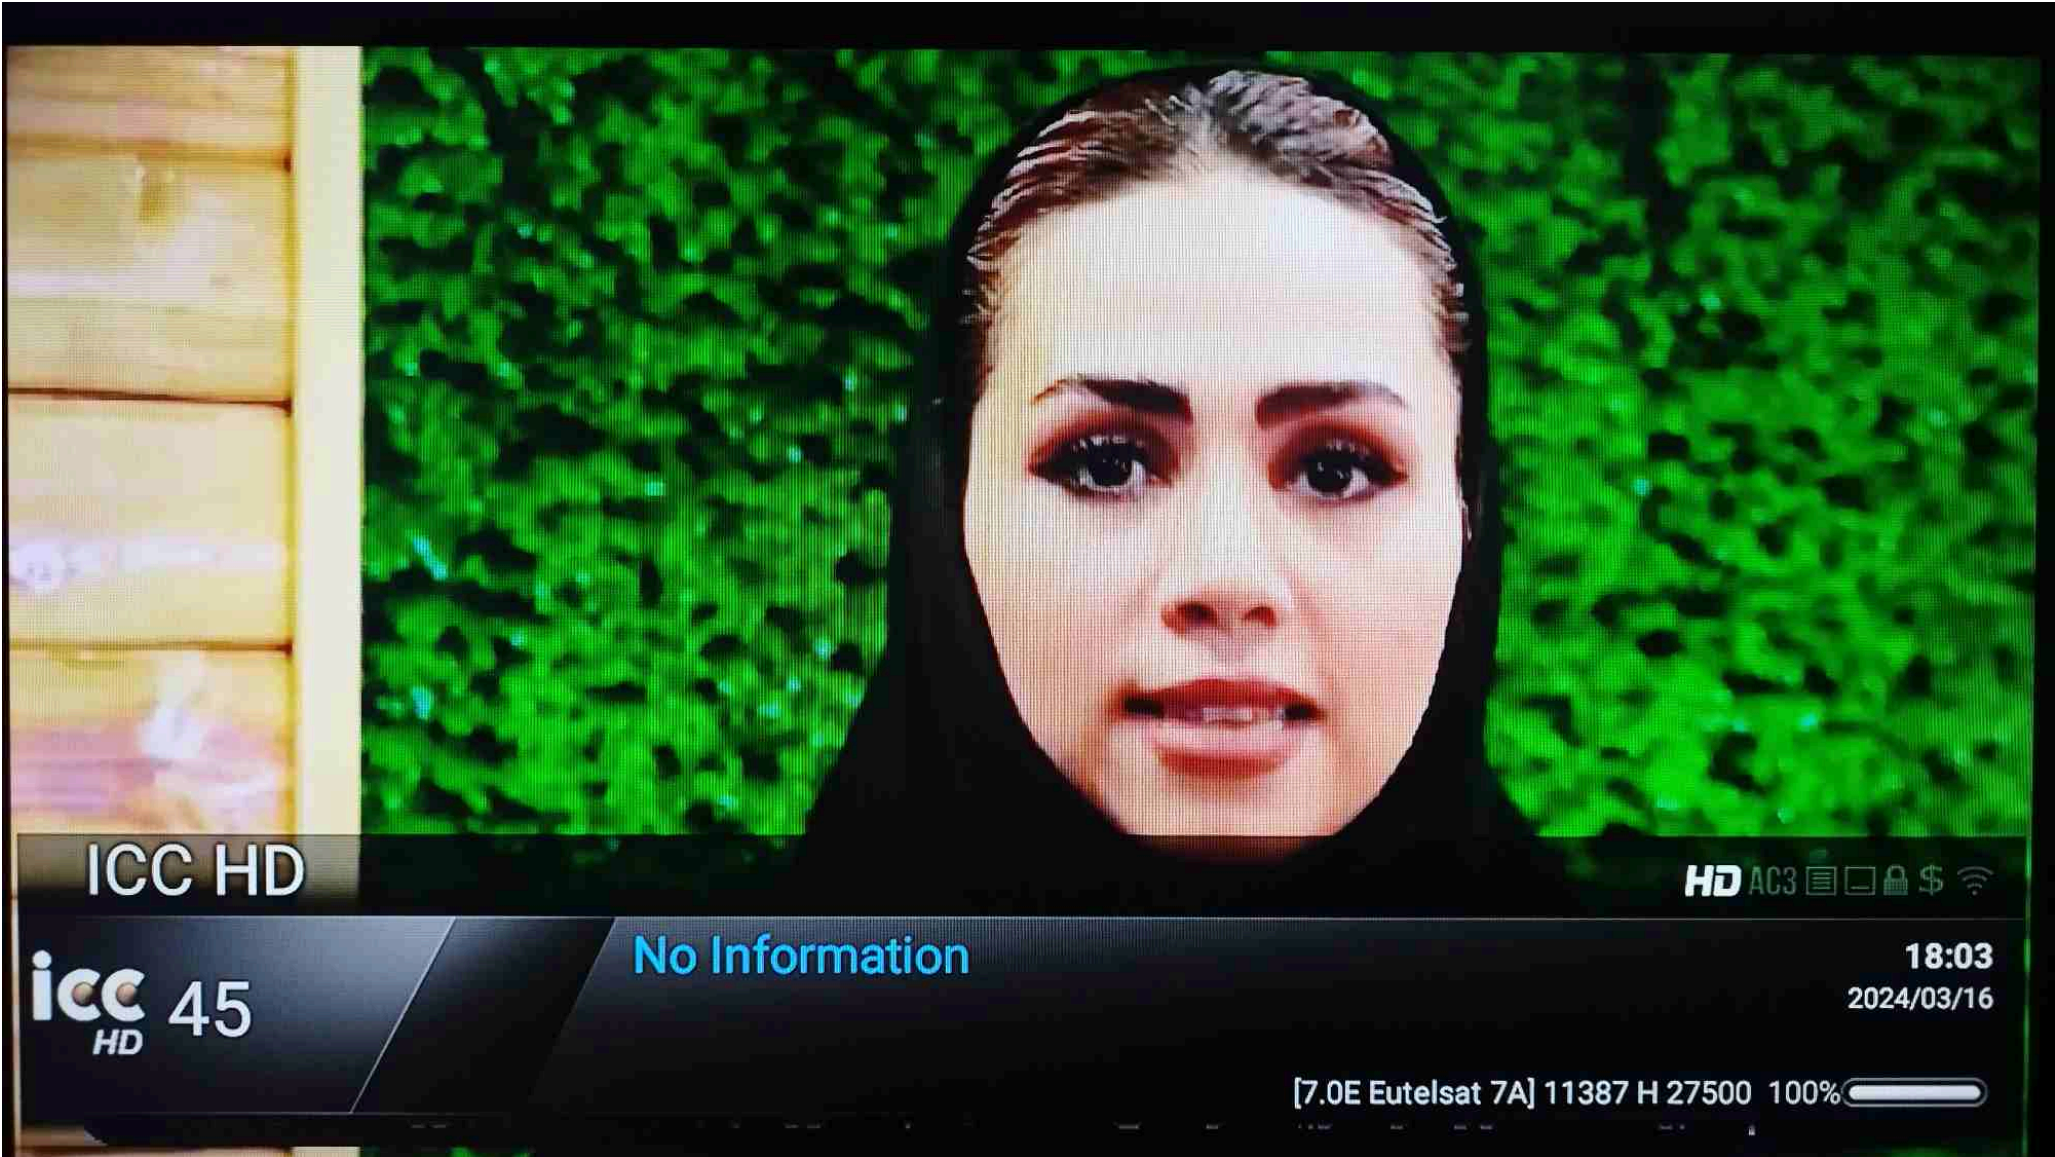 ICC HD
HD AC3 $
icc HD
45
No Information
18:03
2024/03/16
[7.0E Eutelsat 7A] 11387 H 27500 100%